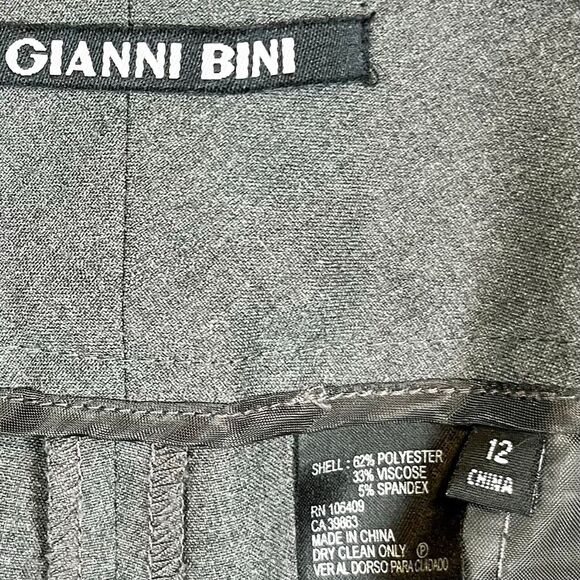 GIANNI BINI
SHELL : 62% POLYESTER
33% VISCOSE
5% SPANDEX
RN 106409
CA 39863
MADE IN CHINA
DRY CLEAN ONLY Ⓟ
VER AL DORSO PARA CUIDADO
12
CHINA